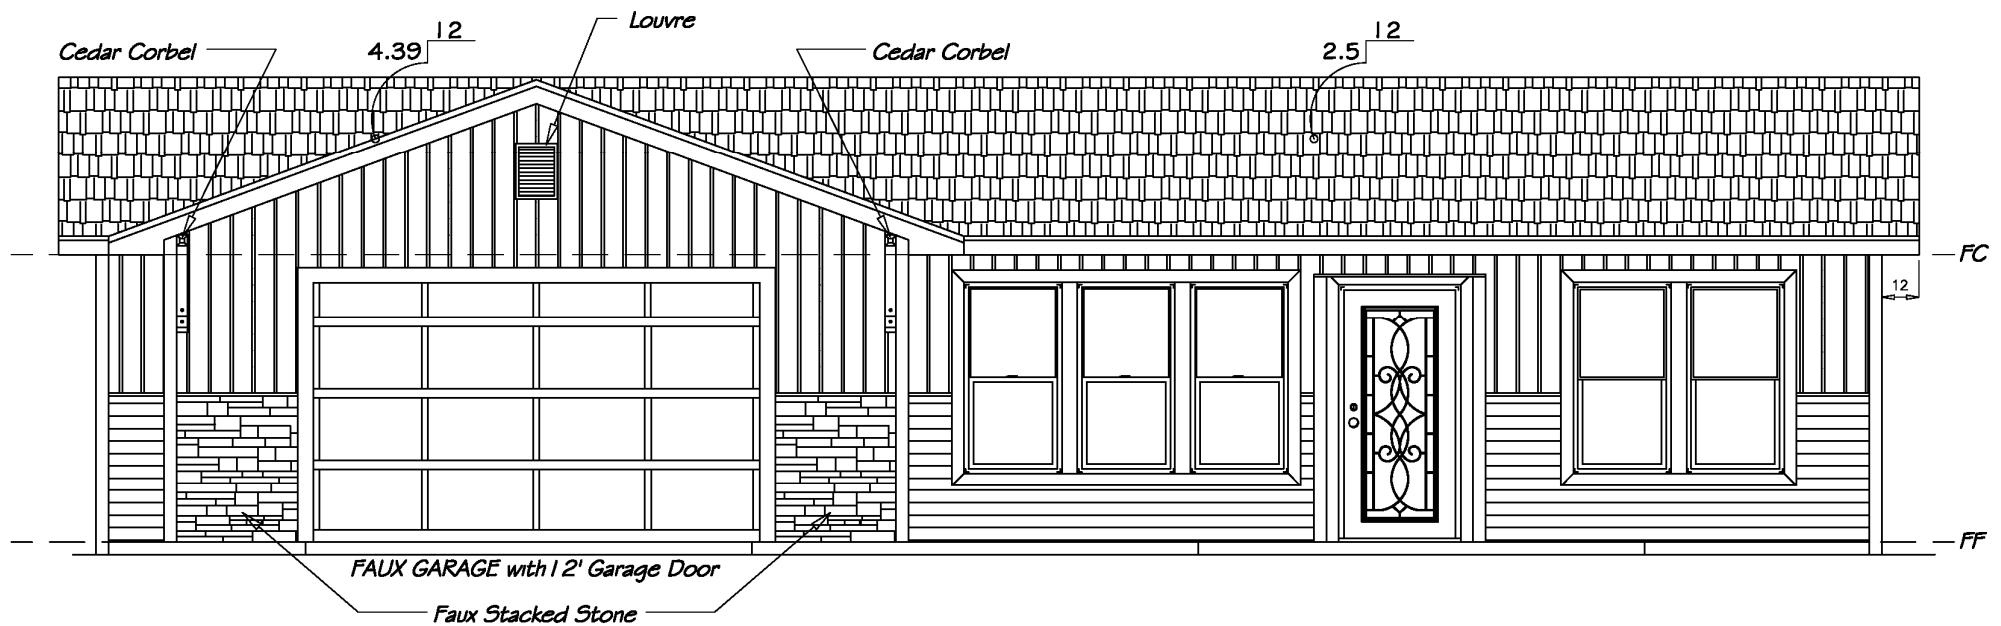 Louvre
12
4.39
Cedar Corbel
Cedar Corbel
12
2.5
FC
12
FF
FAUX GARAGE with 12' Garage Door
Faux Stacked Stone